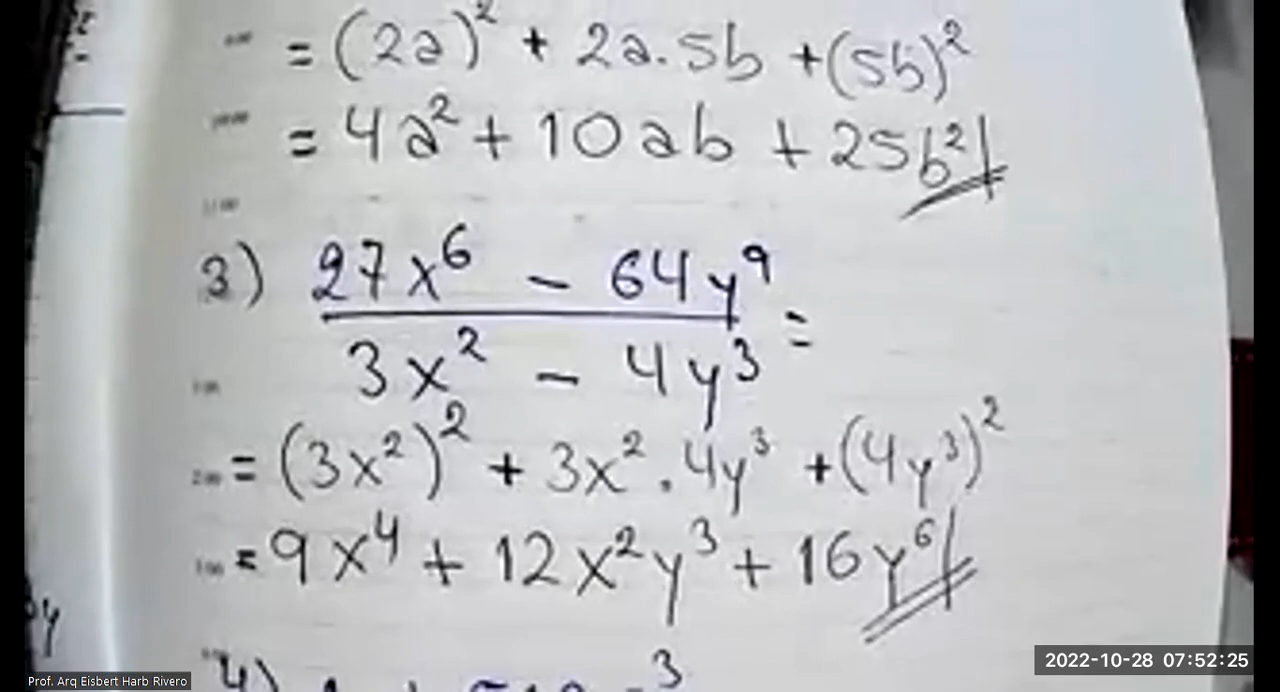 = (2a)² + 2a.5b + (5b)²
= 4a² + 10ab + 25b²
3) 27x⁶ - 64y⁹
3x² - 4y³ =
= (3x²)² + 3x² . 4y³ + (4y³)²
= 9x⁴ + 12x²y³ + 16y⁶
4)
2022-10-28 07:52:25
Prof. Arq Eisbert Harb Rivero